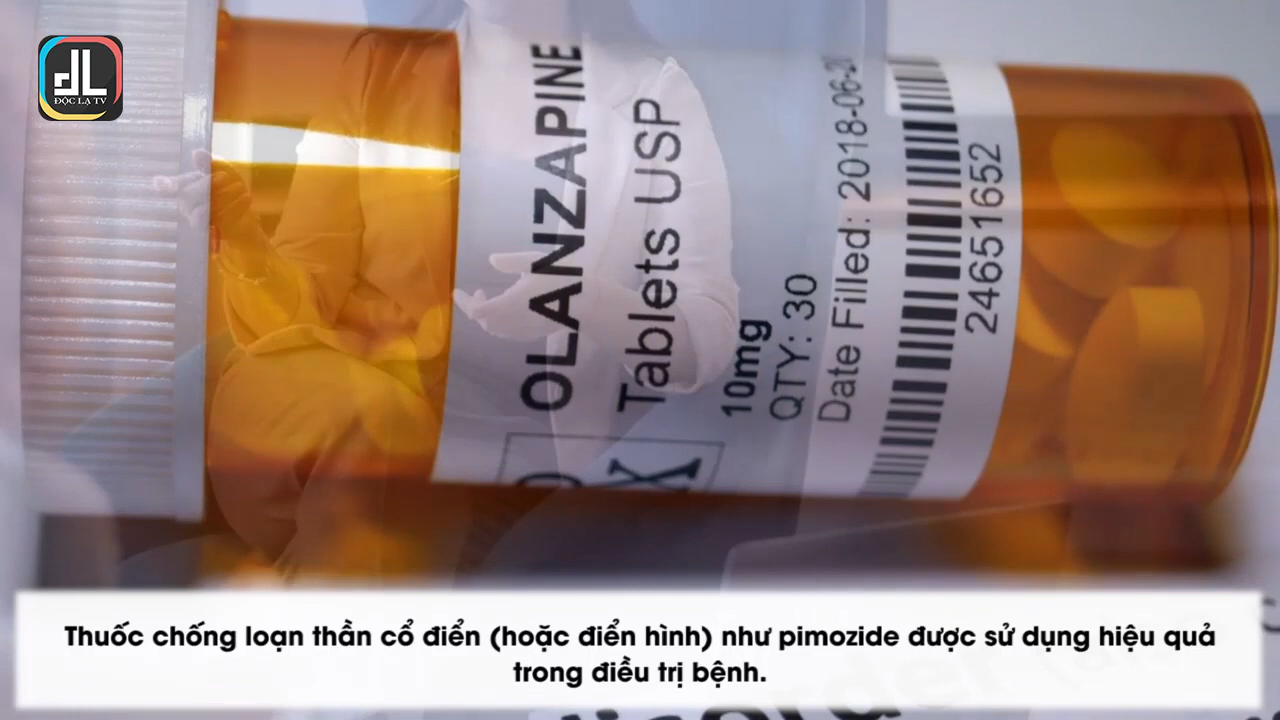 ĐỘC LẠ TV
OLANZAPINE
Tablets USP
10mg
QTY: 30
Date Filled: 2018-06-2
24651652
Thuốc chống loạn thần cổ điển (hoặc điển hình) như pimozide được sử dụng hiệu quả
trong điều trị bệnh.